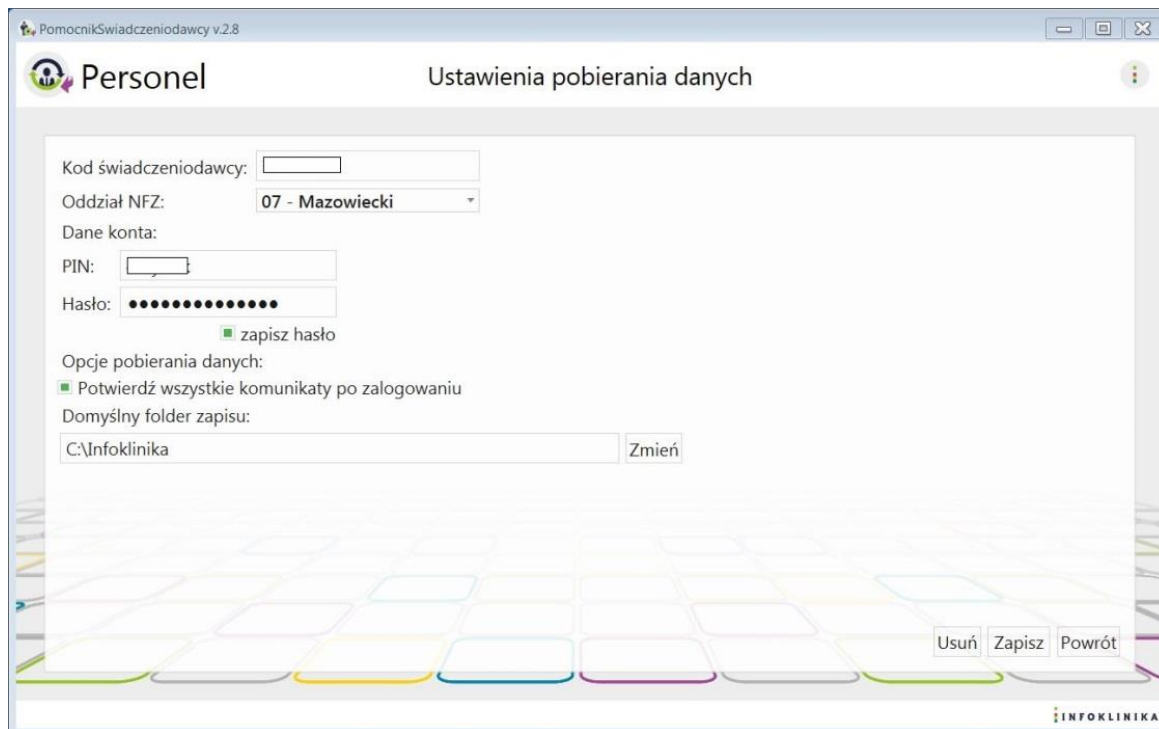 PomocnikSwiadczeniodawcy v.2.8
Personel
Ustawienia pobierania danych
Kod świadczeniodawcy:
Oddział NFZ: 07 - Mazowiecki
Dane konta:
PIN:
Hasło: ••••••••••••••
zapisz hasło
Opcje pobierania danych:
Potwierdź wszystkie komunikaty po zalogowaniu
Domyślny folder zapisu:
C:\Infoklinika Zmień
Usuń Zapisz Powrót
INFOKLINIKA